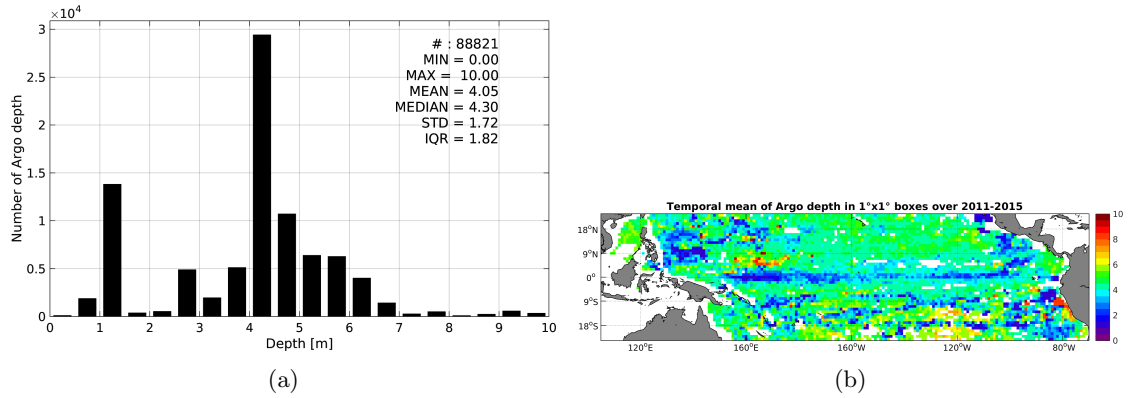 ×10⁴
3
2.5
2
1.5
1
0.5
0
Number of Argo depth
# : 88821
MIN = 0.00
MAX = 10.00
MEAN = 4.05
MEDIAN = 4.30
STD = 1.72
IQR = 1.82
0 1 2 3 4 5 6 7 8 9 10
Depth [m]
(a)
Temporal mean of Argo depth in 1°x1° boxes over 2011-2015
18°N
9°N
0°
9°S
18°S
120°E 160°E 160°W 120°W 80°W
10
8
6
4
2
0
(b)